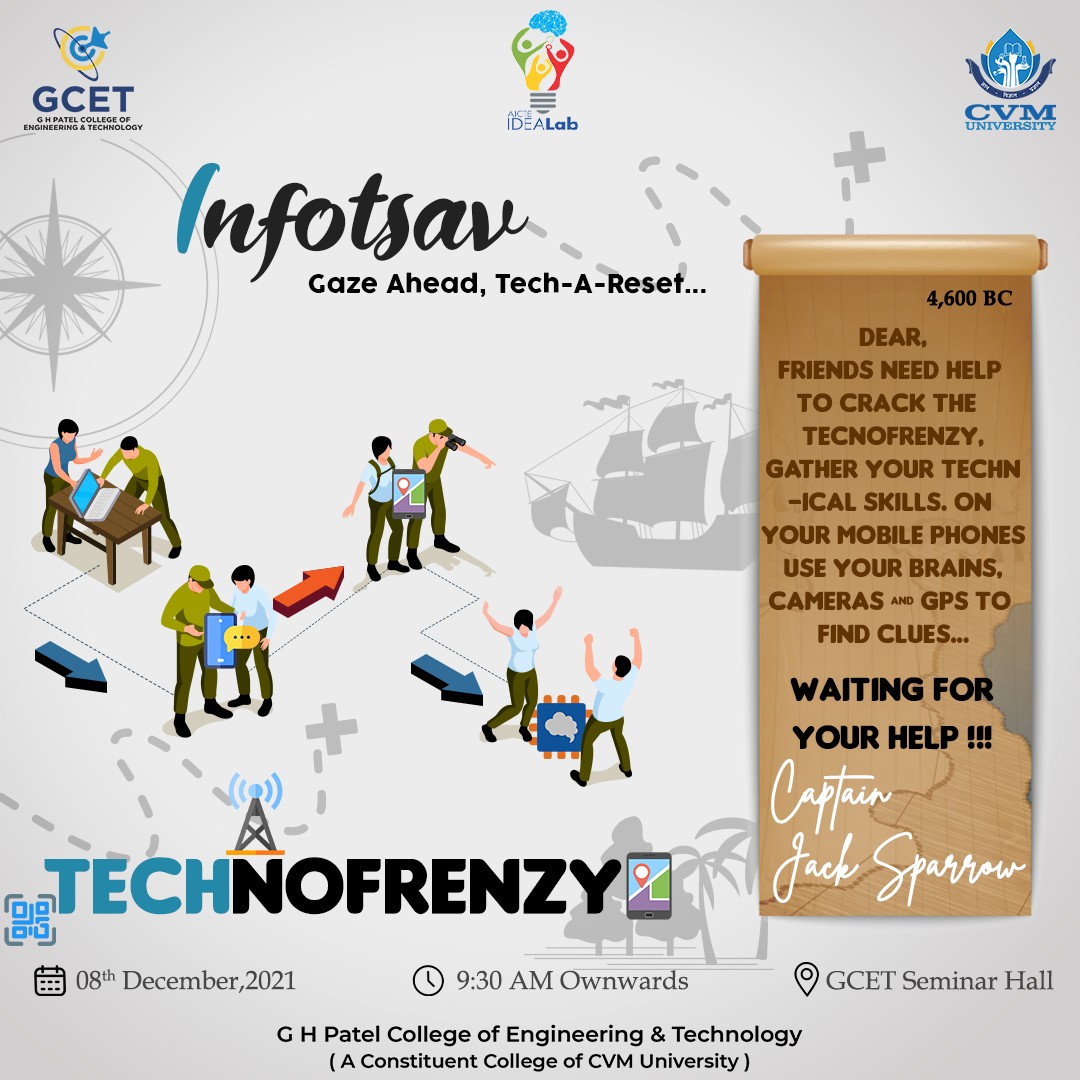 GCET
G H PATEL COLLEGE OF
ENGINEERING & TECHNOLOGY
AICTE
IDEALab
CVM
UNIVERSITY
Infotsav
Gaze Ahead, Tech-A-Reset...
4,600 BC
DEAR,
FRIENDS NEED HELP
TO CRACK THE
TECNOFRENZY,
GATHER YOUR TECHN
-ICAL SKILLS. ON
YOUR MOBILE PHONES
USE YOUR BRAINS,
CAMERAS AND GPS TO
FIND CLUES...
WAITING FOR
YOUR HELP !!!
Captain
Jack Sparrow
TECHNOFRENZY
08th December,2021
9:30 AM Ownwards
GCET Seminar Hall
G H Patel College of Engineering & Technology
( A Constituent College of CVM University )